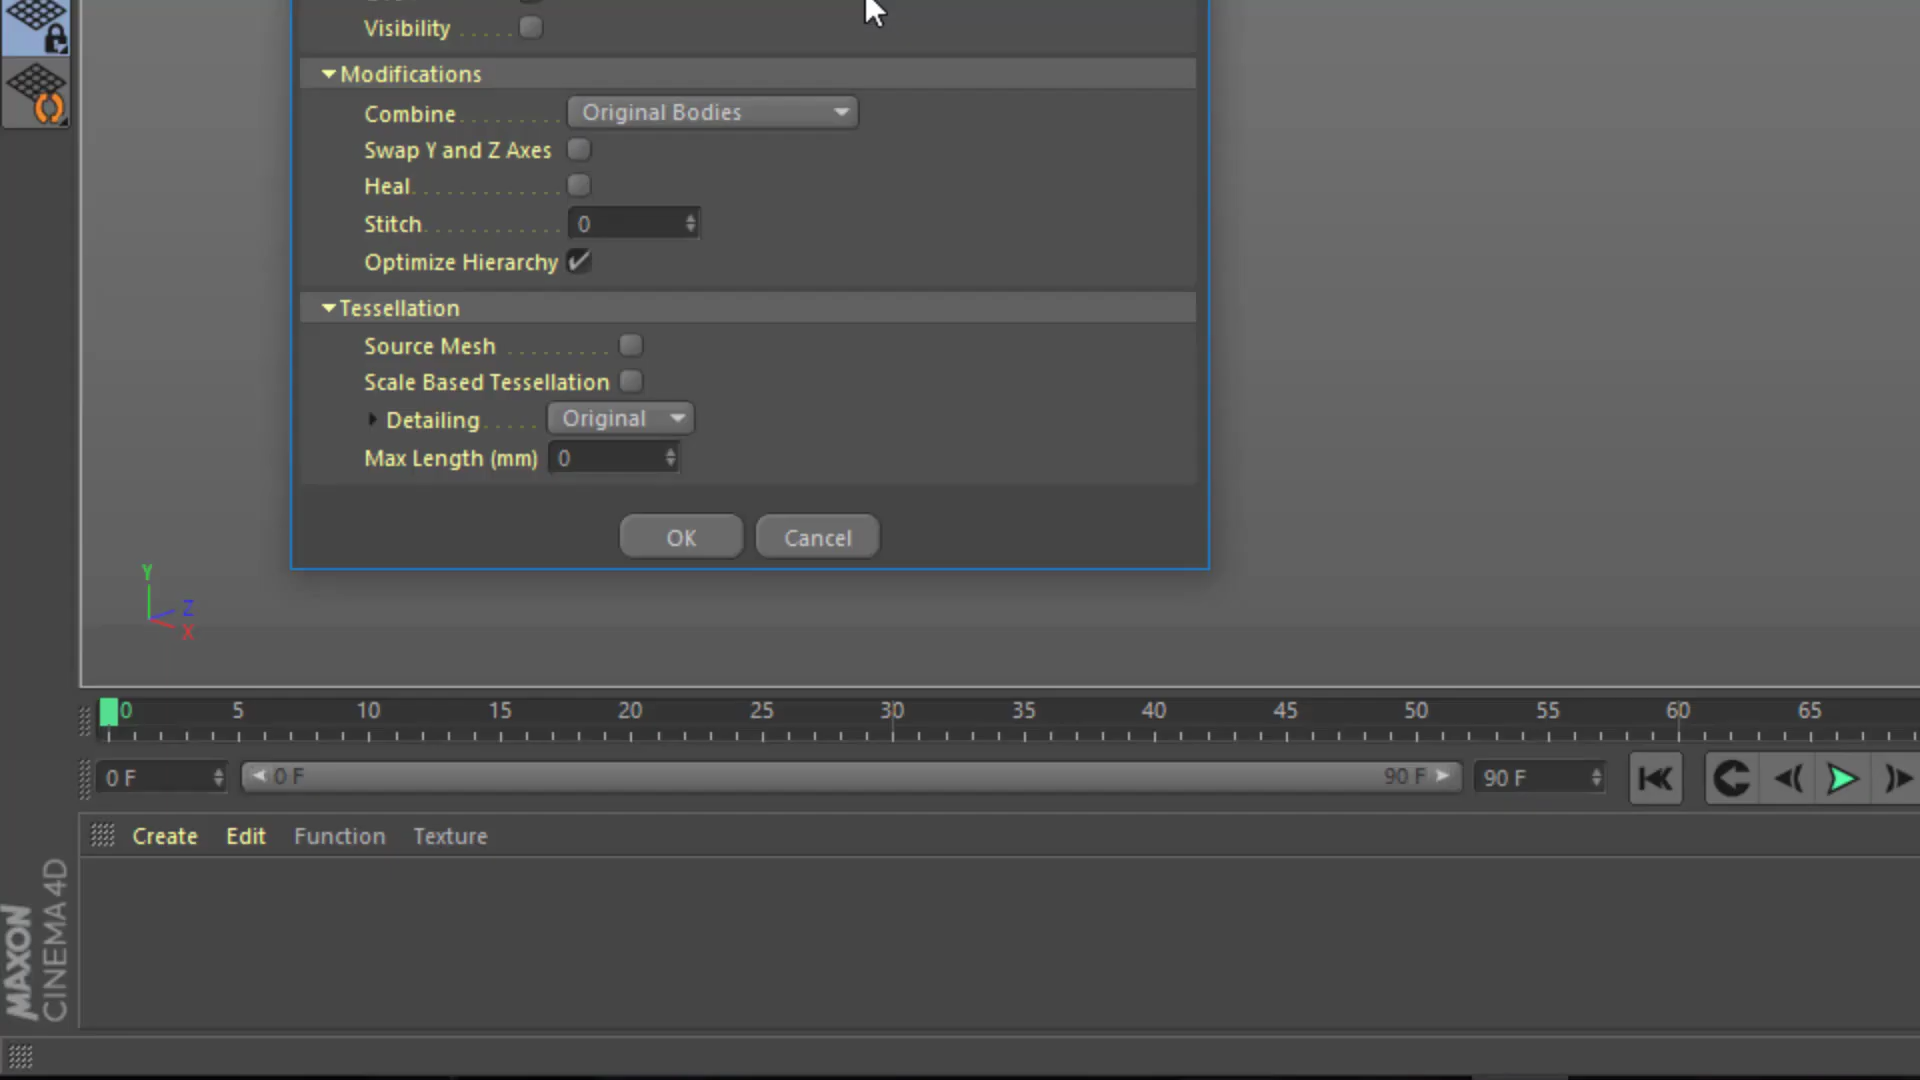 Visibility
Modifications
Combine Original Bodies
Swap Y and Z Axes
Heal
Stitch 0
Optimize Hierarchy
Tessellation
Source Mesh
Scale Based Tessellation
Detailing Original
Max Length (mm) 0
OK Cancel
Y
Z
X
0 5 10 15 20 25 30 35 40 45 50 55 60 65
0 F 0 F 90 F 90 F
Create Edit Function Texture
MAXON
CINEMA 4D